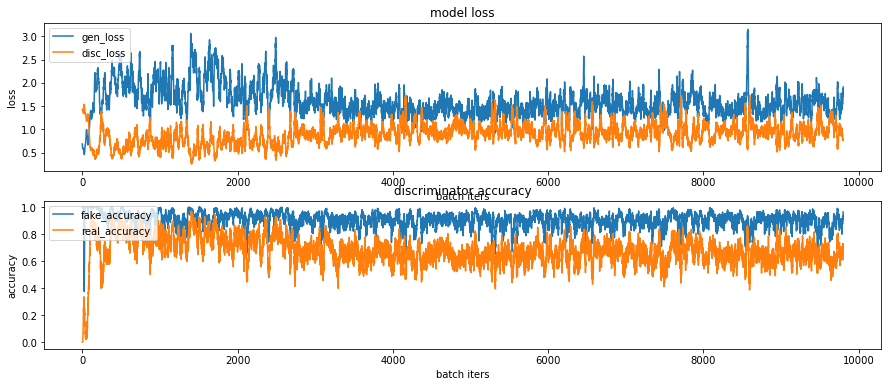 model loss
gen_loss
disc_loss
3.0
2.5
2.0
1.5
1.0
0.5
loss
0
2000
4000
6000
8000
10000
batch iters
discriminator accuracy
fake_accuracy
real_accuracy
1.0
0.8
0.6
0.4
0.2
0.0
accuracy
0
2000
4000
6000
8000
10000
batch iters